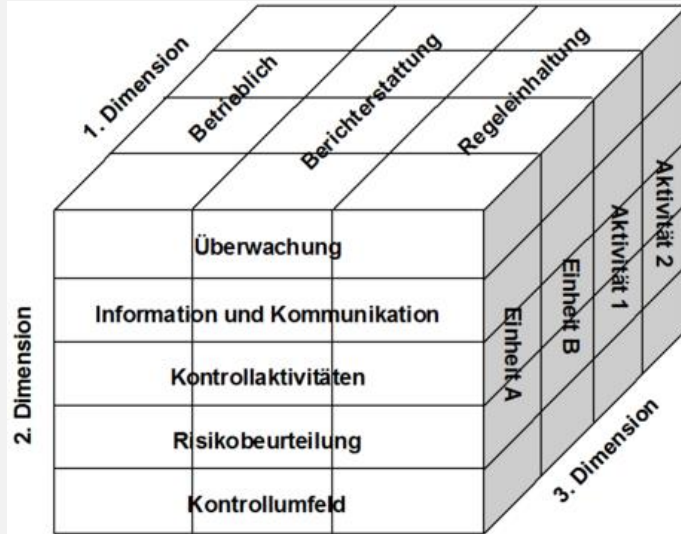 1. Dimension
Betrieblich
Berichterstattung
Regeleinhaltung
2. Dimension
Überwachung
Information und Kommunikation
Kontrollaktivitäten
Risikobeurteilung
Kontrollumfeld
Einheit A
Einheit B
Aktivität 1
Aktivität 2
3. Dimension